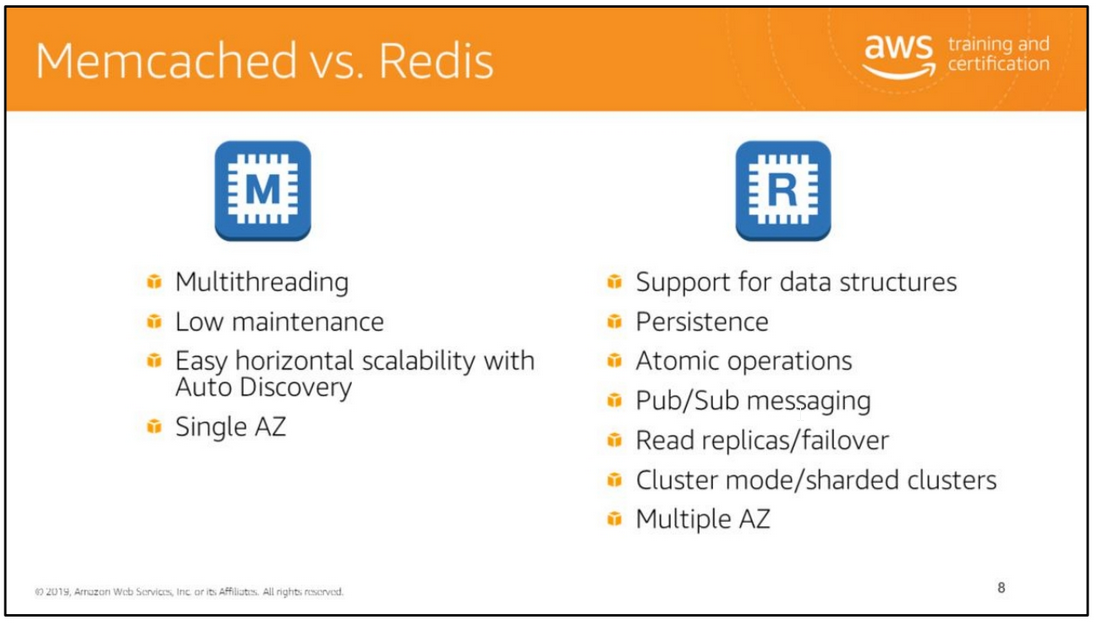 Memcached vs. Redis
aws training and
certification
M
R
Multithreading
Low maintenance
Easy horizontal scalability with
Auto Discovery
Single AZ
Support for data structures
Persistence
Atomic operations
Pub/Sub messaging
Read replicas/failover
Cluster mode/sharded clusters
Multiple AZ
© 2019, Amazon Web Services, Inc. or its Affiliates. All rights reserved.
8